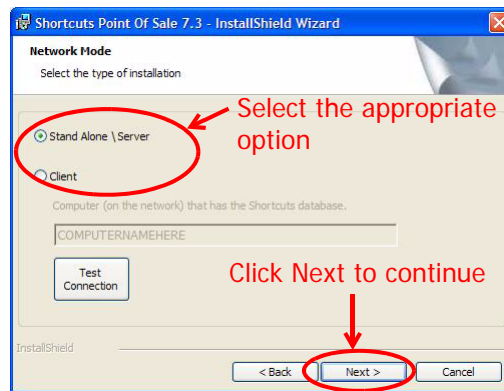 Shortcuts Point Of Sale 7.3 - InstallShield Wizard
Network Mode
Select the type of installation
Select the appropriate
option
Stand Alone \ Server
Client
Computer (on the network) that has the Shortcuts database.
COMPUTERNAMEHERE
Test
Connection
Click Next to continue
InstallShield
< Back
Next >
Cancel